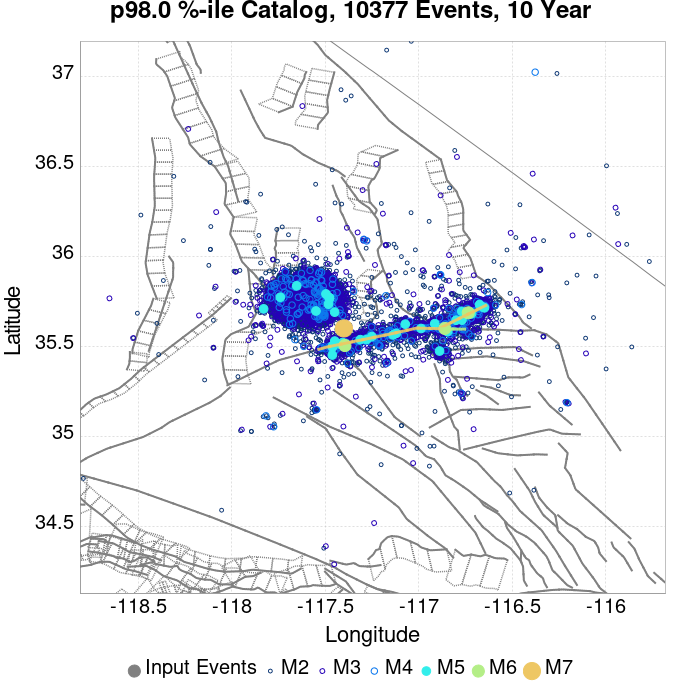 p98.0 %-ile Catalog, 10377 Events, 10 Year
37
36.5
36
35.5
35
34.5
Latitude
-118.5 -118 -117.5 -117 -116.5 -116
Longitude
Input Events M2 M3 M4 M5 M6 M7